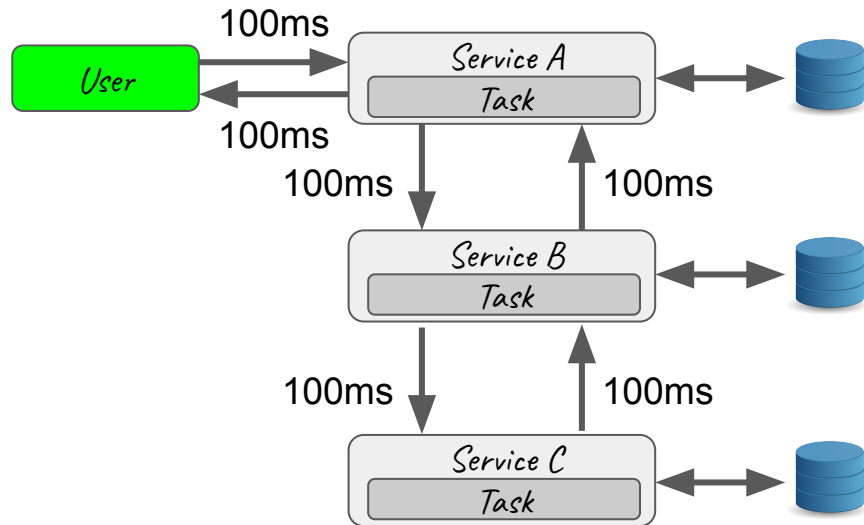 100ms
User
Service A
Task
100ms
100ms
100ms
Service B
Task
100ms
100ms
Service C
Task